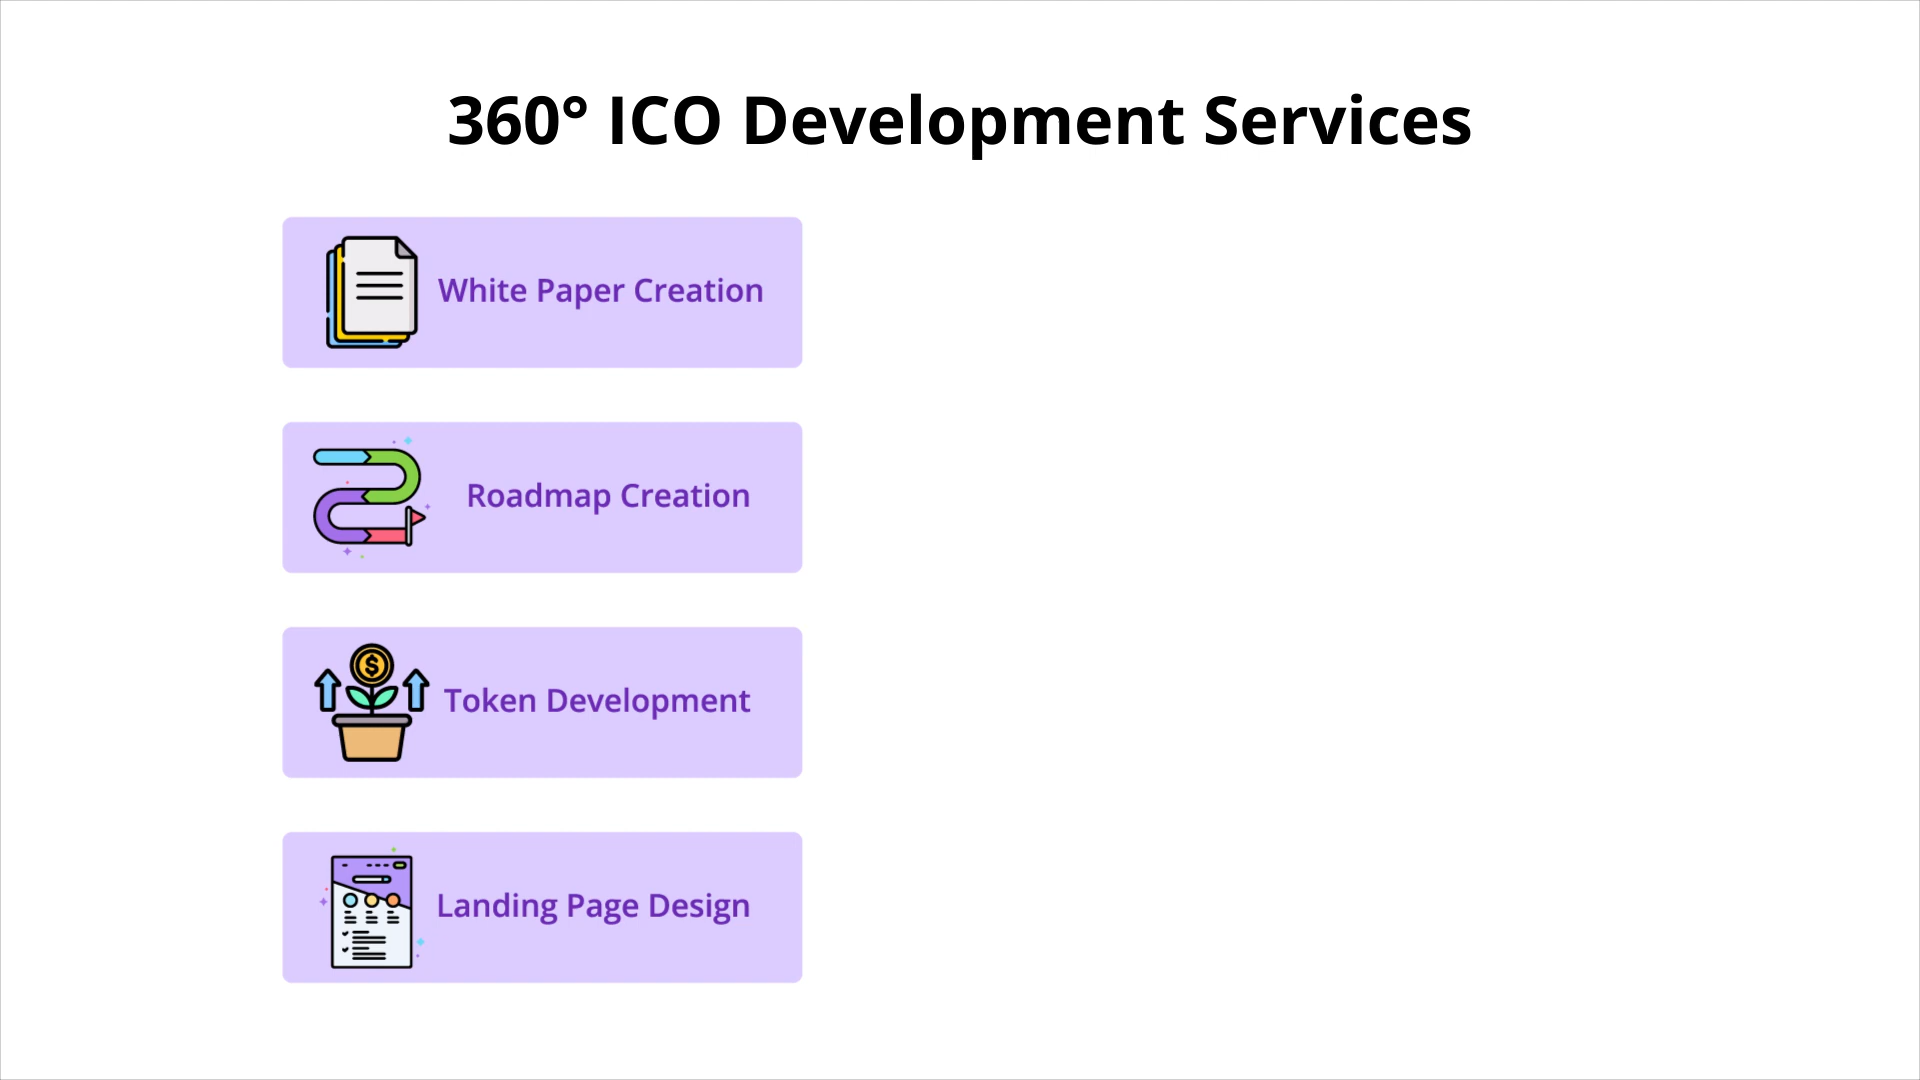 360° ICO Development Services
White Paper Creation
Roadmap Creation
Token Development
Landing Page Design